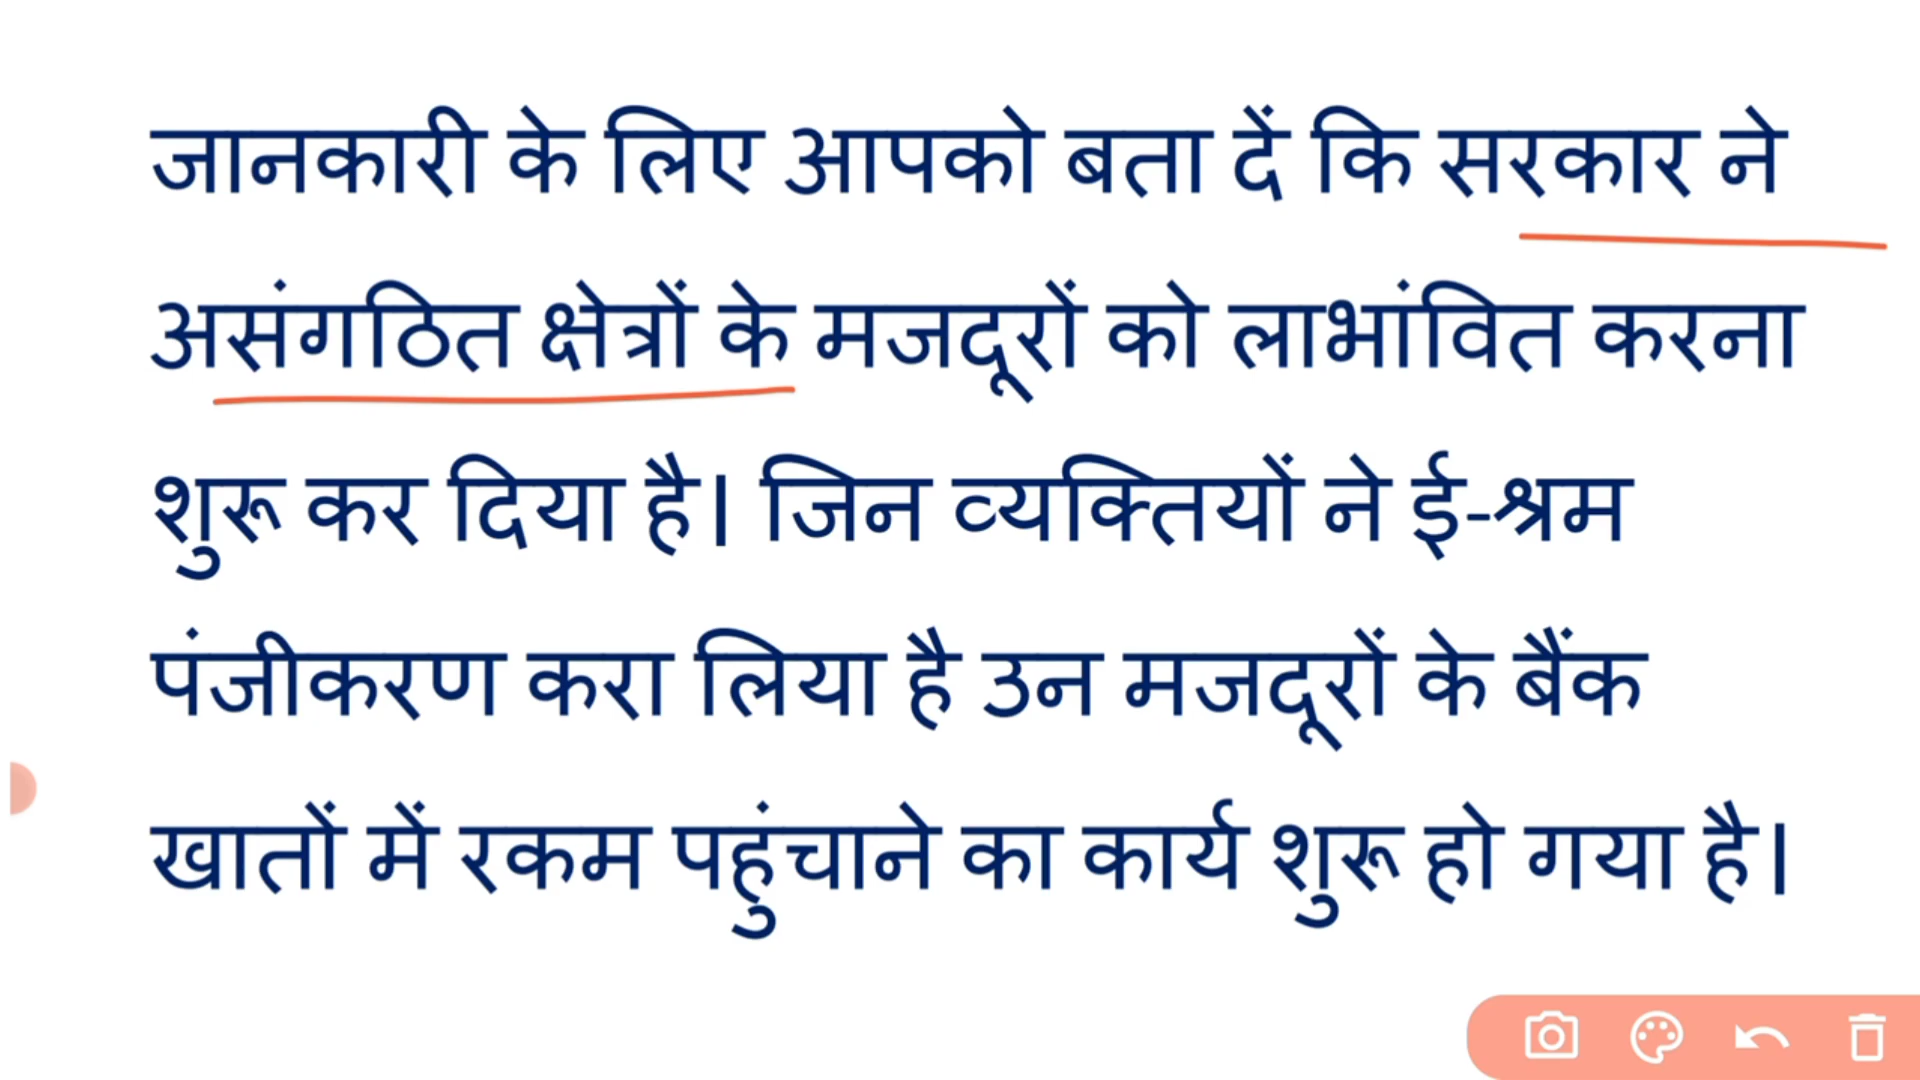 जानकारी के लिए आपको बता दें कि सरकार ने
असंगठित क्षेत्रों के मजदूरों को लाभांवित करना
शुरू कर दिया है। जिन व्यक्तियों ने ई-श्रम
पंजीकरण करा लिया है उन मजदूरों के बैंक
खातों में रकम पहुंचाने का कार्य शुरू हो गया है।